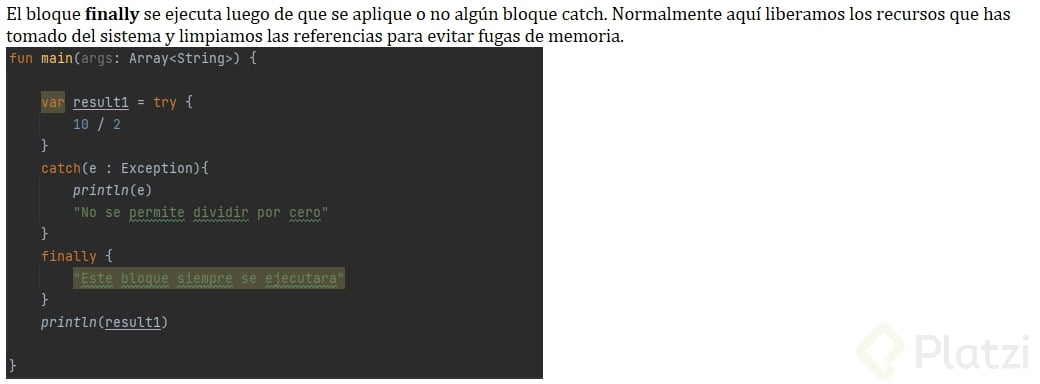 El bloque finally se ejecuta luego de que se aplique o no algún bloque catch. Normalmente aquí liberamos los recursos que has
tomado del sistema y limpiamos las referencias para evitar fugas de memoria.
fun main(args: Array<String>) {
var result1 = try {
10 / 2
}
catch(e : Exception){
println(e)
"No se permite dividir por cero"
}
finally {
"Este bloque siempre se ejecutara"
}
println(result1)
}
Platzi